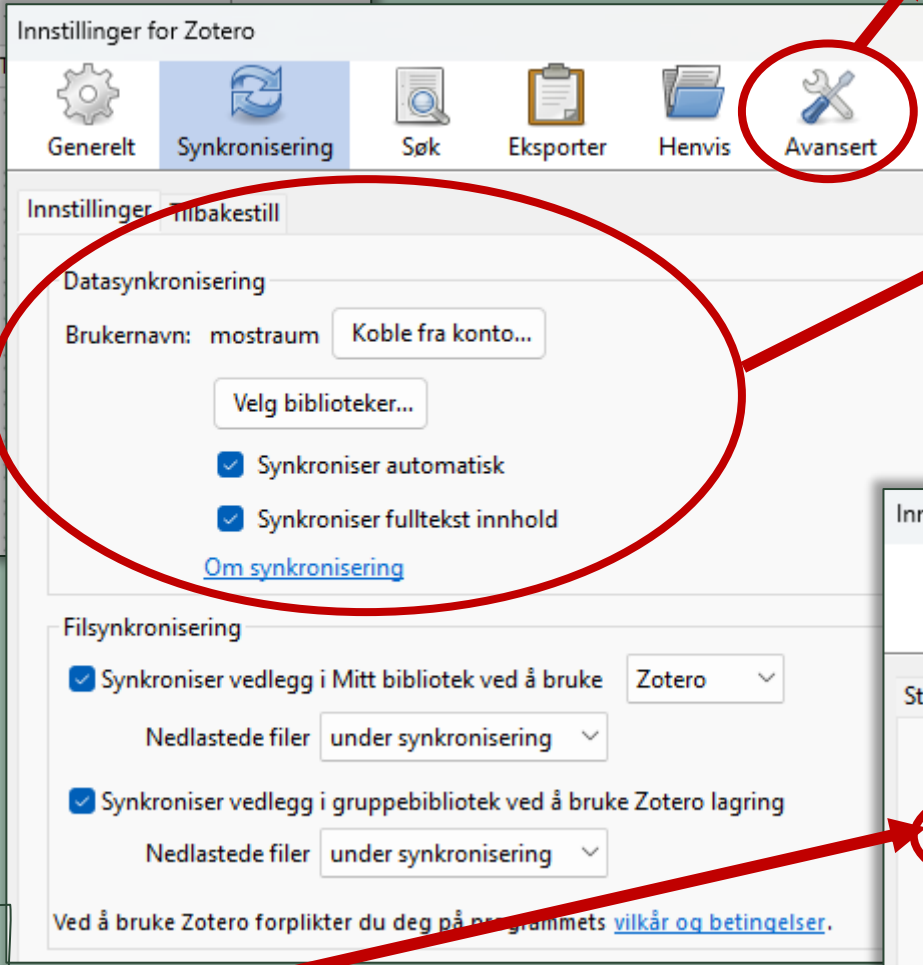 Innstillinger for Zotero
Generelt Synkronisering Søk Eksporter Henvis Avansert
Innstillinger Tilbakestill
Datasynkronisering
Brukernavn: mostraum Koble fra konto...
Velg biblioteker...
Synkroniser automatisk
Synkroniser fulltekst innhold
Om synkronisering
Filsynkronisering
Synkroniser vedlegg i Mitt bibliotek ved å bruke Zotero
Nedlastede filer under synkronisering
Synkroniser vedlegg i gruppebibliotek ved å bruke Zotero lagring
Nedlastede filer under synkronisering
Ved å bruke Zotero forplikter du deg på programmets vilkår og betingelser.